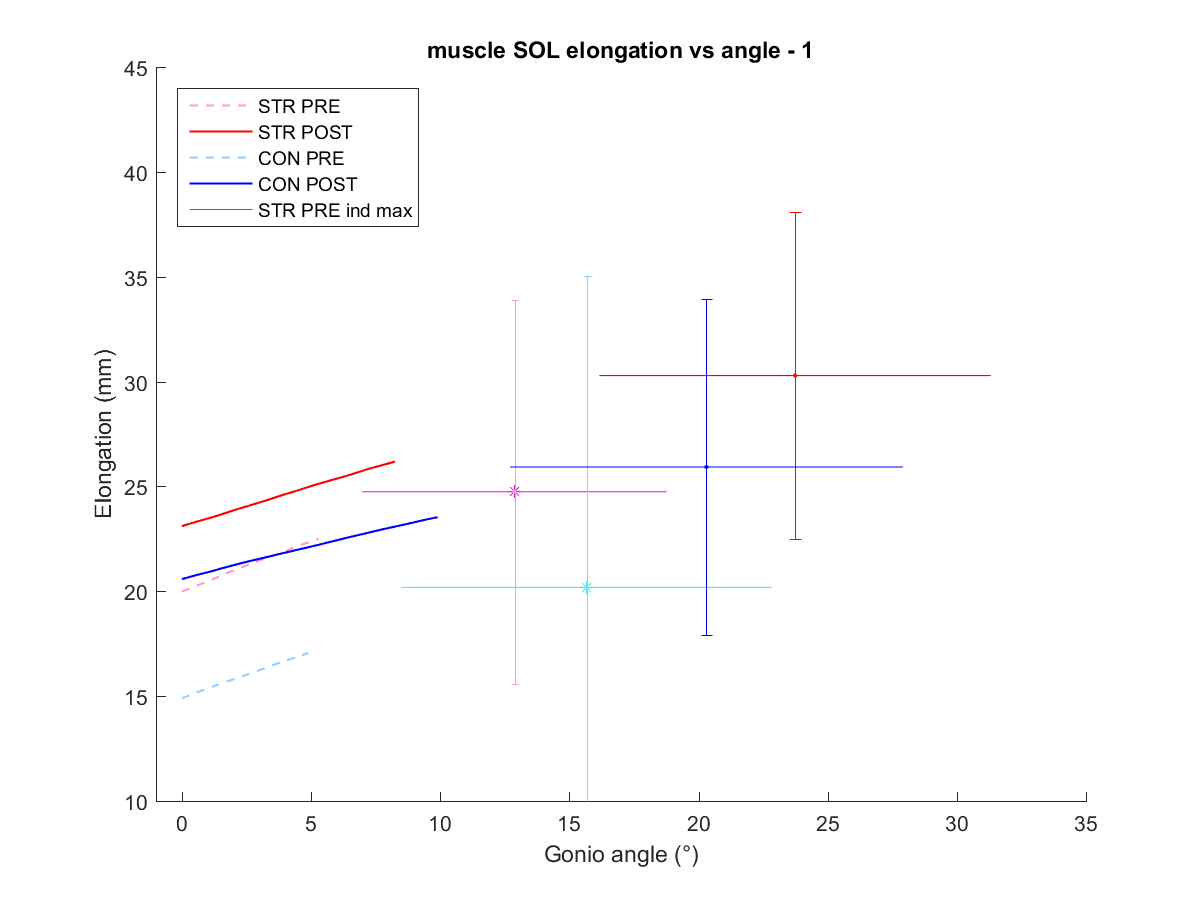 muscle SOL elongation vs angle - 1
45
40
35
30
25
20
15
10
Elongation (mm)
STR PRE
STR POST
CON PRE
CON POST
STR PRE ind max
0 5 10 15 20 25 30 35
Gonio angle (°)